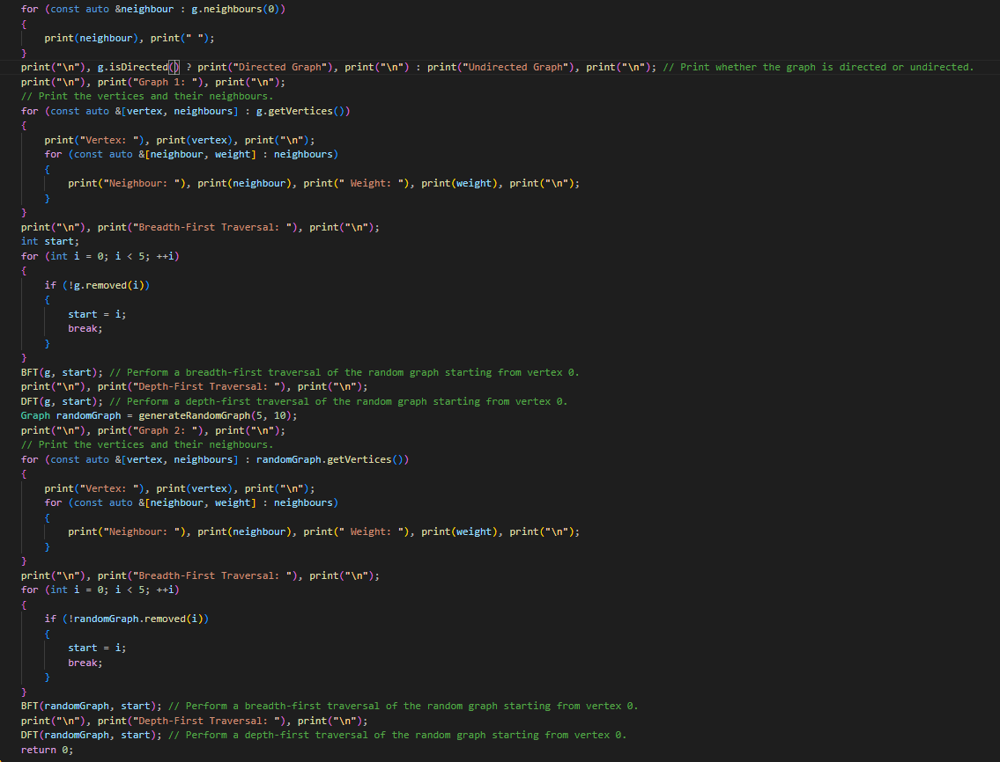 for (const auto &neighbour : g.neighbours(0))
{
    print(neighbour), print(" ");
}
print("\n"), g.isDirected() ? print("Directed Graph"), print("\n") : print("Undirected Graph"), print("\n"); // Print whether the graph is directed or undirected.
print("\n"), print("Graph 1: "), print("\n");
// Print the vertices and their neighbours.
for (const auto &[vertex, neighbours] : g.getVertices())
{
    print("Vertex: "), print(vertex), print("\n");
    for (const auto &[neighbour, weight] : neighbours)
    {
        print("Neighbour: "), print(neighbour), print(" Weight: "), print(weight), print("\n");
    }
}
print("\n"), print("Breadth-First Traversal: "), print("\n");
int start;
for (int i = 0; i < 5; ++i)
{
    if (!g.removed(i))
    {
        start = i;
        break;
    }
}
BFT(g, start); // Perform a breadth-first traversal of the random graph starting from vertex 0.
print("\n"), print("Depth-First Traversal: "), print("\n");
DFT(g, start); // Perform a depth-first traversal of the random graph starting from vertex 0.
Graph randomGraph = generateRandomGraph(5, 10);
print("\n"), print("Graph 2: "), print("\n");
// Print the vertices and their neighbours.
for (const auto &[vertex, neighbours] : randomGraph.getVertices())
{
    print("Vertex: "), print(vertex), print("\n");
    for (const auto &[neighbour, weight] : neighbours)
    {
        print("Neighbour: "), print(neighbour), print(" Weight: "), print(weight), print("\n");
    }
}
print("\n"), print("Breadth-First Traversal: "), print("\n");
for (int i = 0; i < 5; ++i)
{
    if (!randomGraph.removed(i))
    {
        start = i;
        break;
    }
}
BFT(randomGraph, start); // Perform a breadth-first traversal of the random graph starting from vertex 0.
print("\n"), print("Depth-First Traversal: "), print("\n");
DFT(randomGraph, start); // Perform a depth-first traversal of the random graph starting from vertex 0.
return 0;